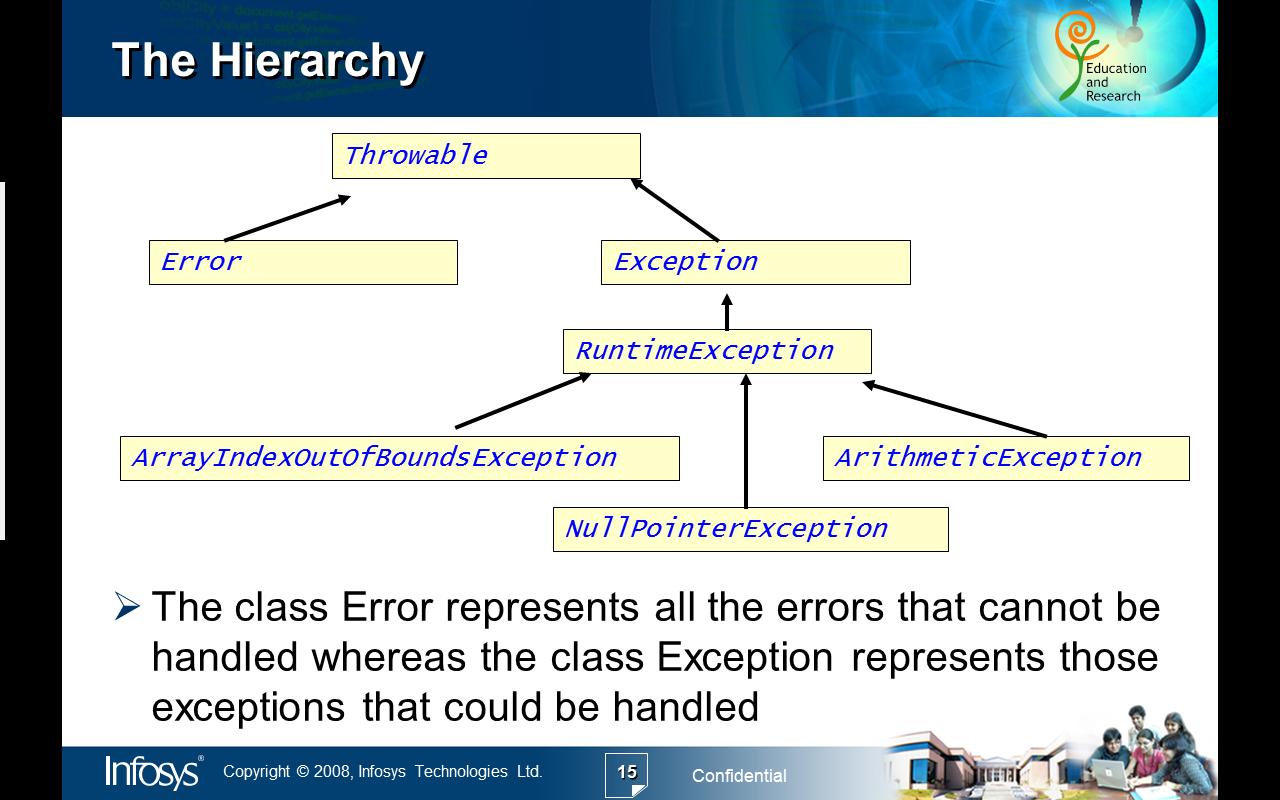 The Hierarchy
Education
and
Research
Throwable
Error
Exception
RuntimeException
ArrayIndexOutOfBoundsException
ArithmeticException
NullPointerException
The class Error represents all the errors that cannot be
handled whereas the class Exception represents those
exceptions that could be handled
Infosys®
Copyright © 2008, Infosys Technologies Ltd.
15
Confidential